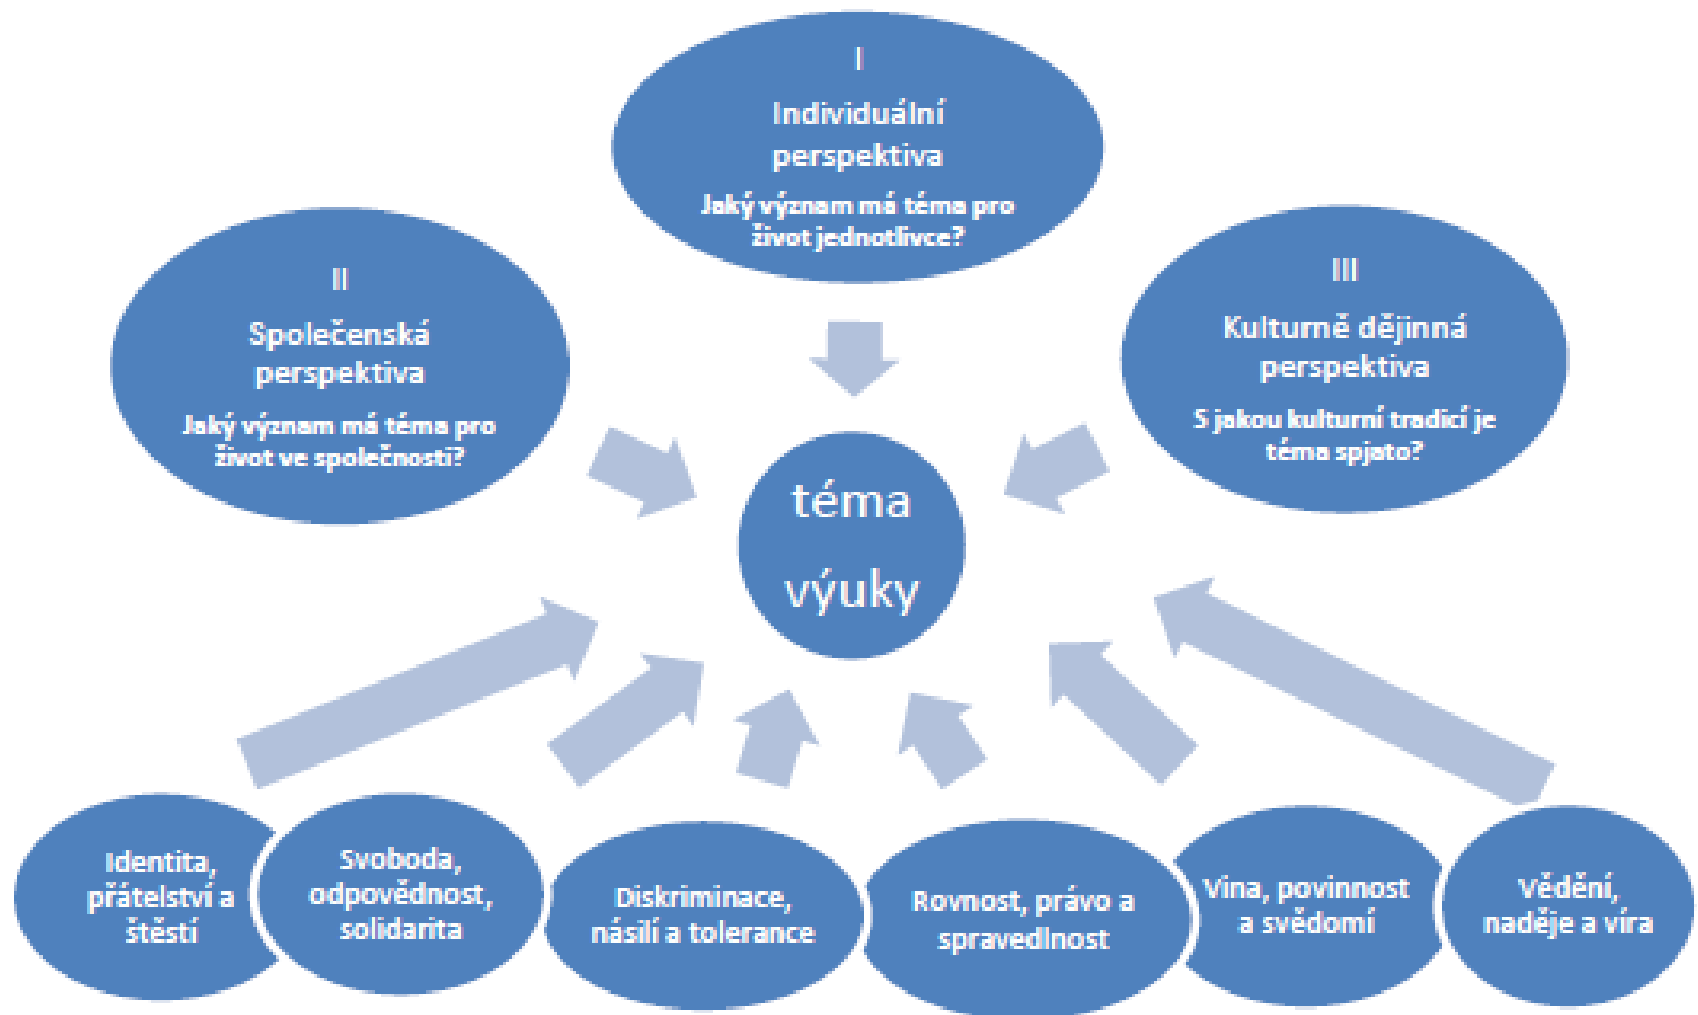 I
Individuální
perspektiva
Jaký význam má téma pro
život jednotlivce?
II
Společenská
perspektiva
Jaký význam má téma pro
život ve společnosti?
III
Kulturně dějinná
perspektiva
S jakou kulturní tradicí je
téma spjato?
téma
výuky
Identita,
přátelství a
štěstí
Svoboda,
odpovědnost,
solidarita
Diskriminace,
násilí a tolerance
Rovnost, právo a
spravedlnost
Vina, povinnost
a svědomí
Vědění,
naděje a víra